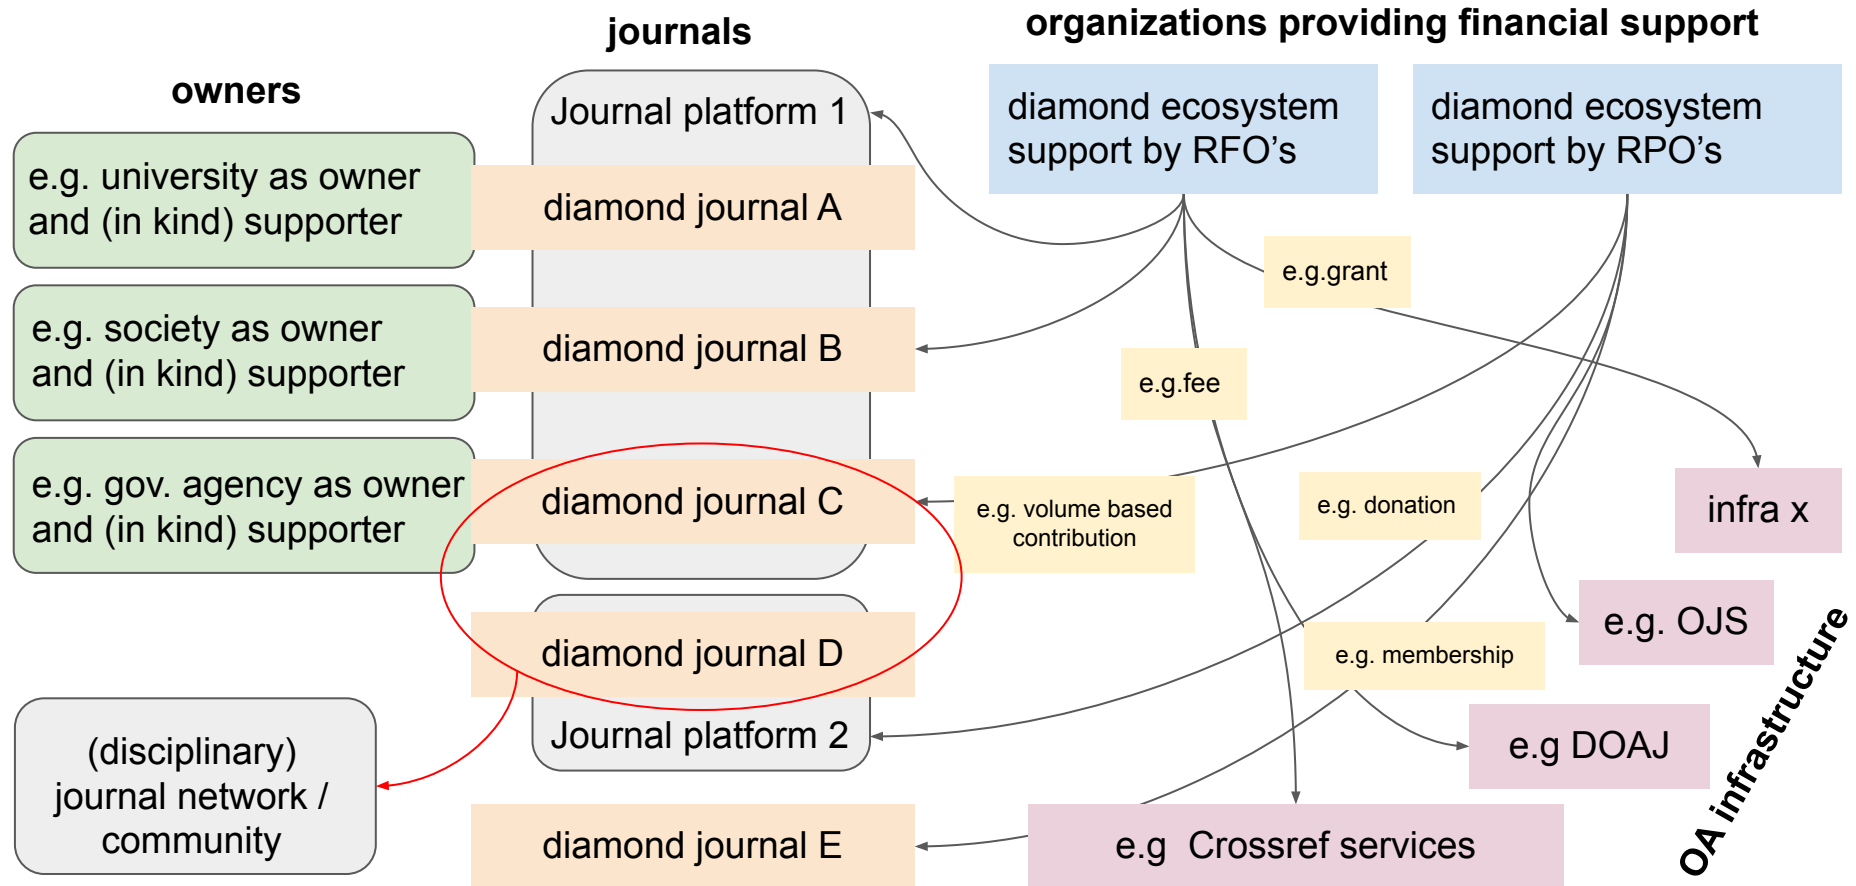 owners
e.g. university as owner
and (in kind) supporter
e.g. society as owner
and (in kind) supporter
e.g. gov. agency as owner
and (in kind) supporter
(disciplinary)
journal network /
community
journals
Journal platform 1
diamond journal A
diamond journal B
diamond journal C
diamond journal D
Journal platform 2
diamond journal E
organizations providing financial support
diamond ecosystem
support by RFO’s
diamond ecosystem
support by RPO’s
e.g.grant
e.g.fee
e.g. volume based
contribution
e.g. donation
e.g. membership
infra x
e.g. OJS
e.g DOAJ
e.g  Crossref services
OA infrastructure